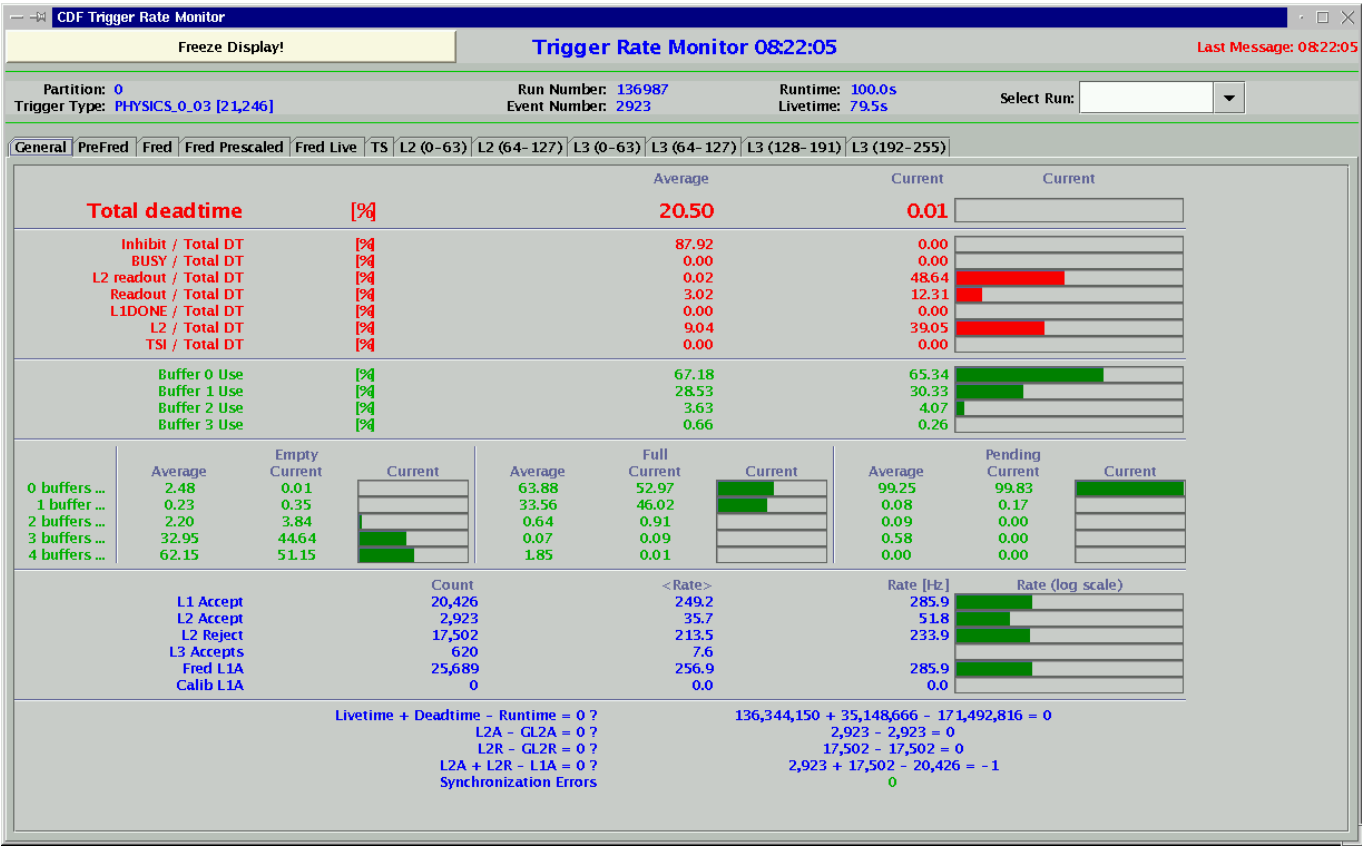 CDF Trigger Rate Monitor
Freeze Display! Trigger Rate Monitor 08:22:05 Last Message: 08:22:05
Partition: 0 Run Number: 136987 Runtime: 100.0s Select Run:
Trigger Type: PHYSICS_0_03 [21,246] Event Number: 2923 Livetime: 79.5s
General PreFred Fred Fred Prescaled Fred Live TS L2 (0-63) L2 (64-127) L3 (0-63) L3 (64-127) L3 (128-191) L3 (192-255)
Average Current Current
Total deadtime [%] 20.50 0.01
Inhibit / Total DT [%] 87.92 0.00
BUSY / Total DT [%] 0.00 0.00
L2 readout / Total DT [%] 0.02 48.64
Readout / Total DT [%] 3.02 12.31
L1DONE / Total DT [%] 0.00 0.00
L2 / Total DT [%] 9.04 39.05
TSI / Total DT [%] 0.00 0.00
Buffer 0 Use [%] 67.18 65.34
Buffer 1 Use [%] 28.53 30.33
Buffer 2 Use [%] 3.63 4.07
Buffer 3 Use [%] 0.66 0.26
Empty Full Pending
Average Current Current Average Current Current Average Current Current
0 buffers ... 2.48 0.01 63.88 52.97 99.25 99.83
1 buffer ... 0.23 0.35 33.56 46.02 0.08 0.17
2 buffers ... 2.20 3.84 0.64 0.91 0.09 0.00
3 buffers ... 32.95 44.64 0.07 0.09 0.58 0.00
4 buffers ... 62.15 51.15 1.85 0.01 0.00 0.00
Count <Rate> Rate [Hz] Rate (log scale)
L1 Accept 20,426 249.2 285.9
L2 Accept 2,923 35.7 51.8
L2 Reject 17,502 213.5 233.9
L3 Accepts 620 7.6
Fred L1A 25,689 256.9 285.9
Calib L1A 0 0.0 0.0
Livetime + Deadtime - Runtime = 0 ? 136,344,150 + 35,148,666 - 171,492,816 = 0
L2A - GL2A = 0 ? 2,923 - 2,923 = 0
L2R - GL2R = 0 ? 17,502 - 17,502 = 0
L2A + L2R - L1A = 0 ? 2,923 + 17,502 - 20,426 = -1
Synchronization Errors 0